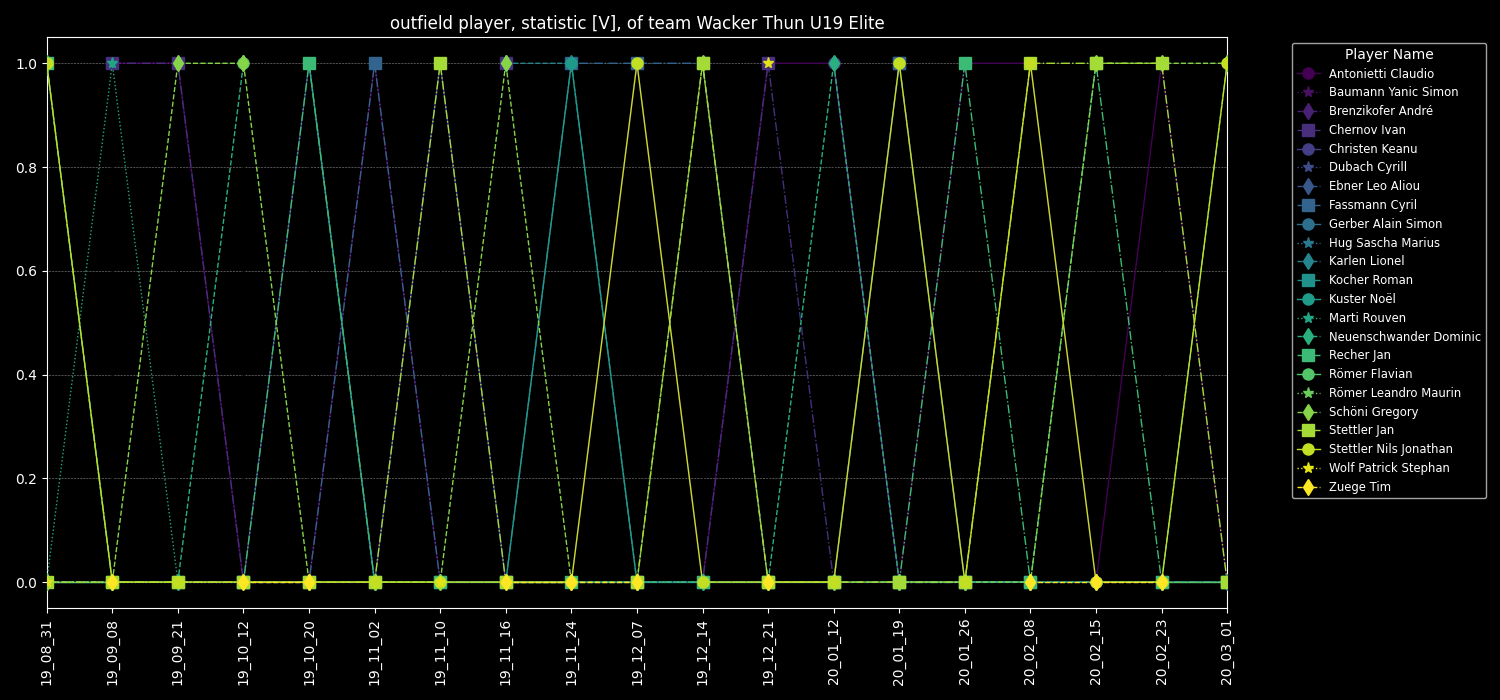 outfield player, statistic [V], of team Wacker Thun U19 Elite
1.0
0.8
0.6
0.4
0.2
0.0
19_08_31
19_09_08
19_09_21
19_10_12
19_10_20
19_11_02
19_11_10
19_11_16
19_11_24
19_12_07
19_12_14
19_12_21
20_01_12
20_01_19
20_01_26
20_02_08
20_02_15
20_02_23
20_03_01
Player Name
Antonietti Claudio
Baumann Yanic Simon
Brenzikofer André
Chernov Ivan
Christen Keanu
Dubach Cyrill
Ebner Leo Aliou
Fassmann Cyril
Gerber Alain Simon
Hug Sascha Marius
Karlen Lionel
Kocher Roman
Kuster Noël
Marti Rouven
Neuenschwander Dominic
Recher Jan
Römer Flavian
Römer Leandro Maurin
Schöni Gregory
Stettler Jan
Stettler Nils Jonathan
Wolf Patrick Stephan
Zuege Tim